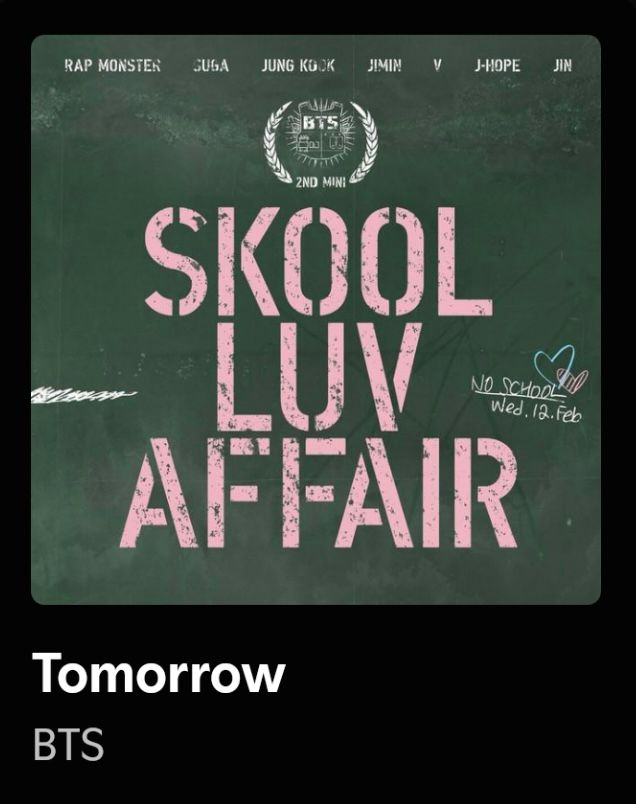 RAP MONSTER SUGA JUNG KOOK JIMIN V J-HOPE JIN
BTS
2ND MINI
SKOOL
LUV
AFFAIR
NO SCHOOL
Wed. 12. Feb
Tomorrow
BTS